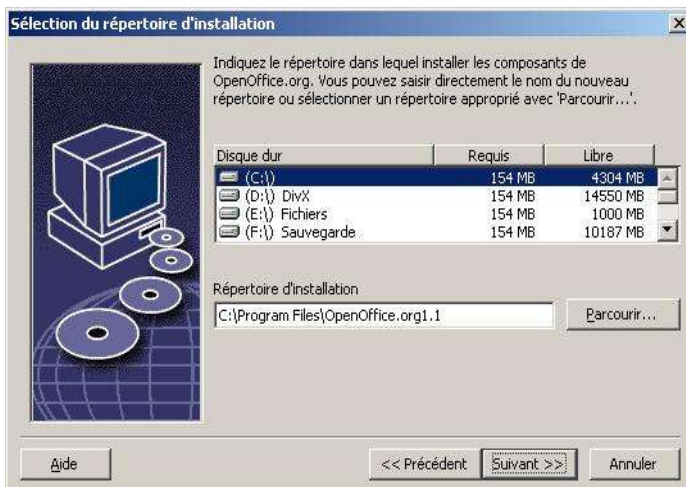 Sélection du répertoire d'installation
Indiquez le répertoire dans lequel installer les composants de
OpenOffice.org. Vous pouvez saisir directement le nom du nouveau
répertoire ou sélectionner un répertoire approprié avec 'Parcourir...'.
Disque dur Requis Libre
(C:\) 154 MB 4304 MB
(D:\) DivX 154 MB 14550 MB
(E:\) Fichiers 154 MB 1000 MB
(F:\) Sauvegarde 154 MB 10187 MB
Répertoire d'installation
C:\Program Files\OpenOffice.org1.1 Parcourir...
Aide << Précédent Suivant >> Annuler